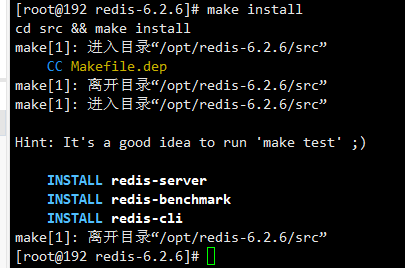 [root@192 redis-6.2.6]# make install
cd src && make install
make[1]: 进入目录“/opt/redis-6.2.6/src”
    CC Makefile.dep
make[1]: 离开目录“/opt/redis-6.2.6/src”
make[1]: 进入目录“/opt/redis-6.2.6/src”
Hint: It's a good idea to run 'make test' ;)
    INSTALL redis-server
    INSTALL redis-benchmark
    INSTALL redis-cli
make[1]: 离开目录“/opt/redis-6.2.6/src”
[root@192 redis-6.2.6]#